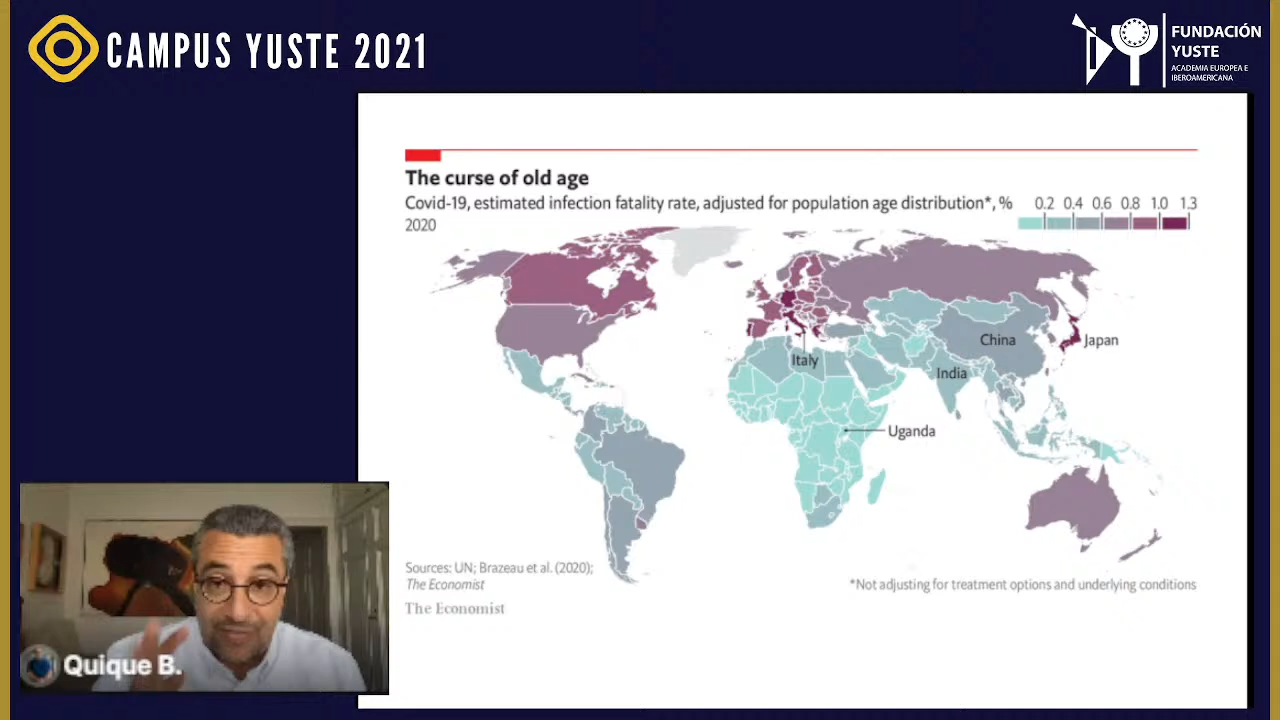 CAMPUS YUSTE 2021
FUNDACIÓN
YUSTE
ACADEMIA EUROPEA E
IBEROAMERICANA
The curse of old age
Covid-19, estimated infection fatality rate, adjusted for population age distribution*, %
2020
0.2 0.4 0.6 0.8 1.0 1.3
China
Japan
Italy
India
Uganda
Sources: UN; Brazeau et al. (2020);
The Economist
*Not adjusting for treatment options and underlying conditions
The Economist
Quique B.